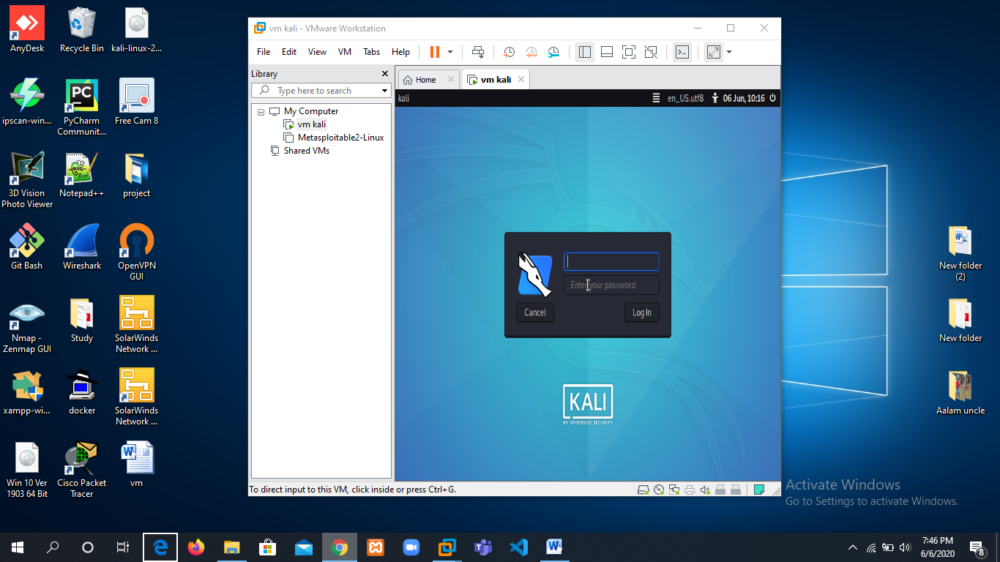 AnyDesk
Recycle Bin
kali-linux-2...
ipscan-win...
PC
PyCharm
Communit...
Free Cam 8
3D Vision
Photo Viewer
Notepad++
project
Git Bash
Wireshark
OpenVPN
GUI
Nmap -
Zenmap GUI
Study
SolarWinds
Network ...
xampp-wi...
docker
SolarWinds
Network ...
Win 10 Ver
1903 64 Bit
Cisco Packet
Tracer
vm
vm kali - VMware Workstation
File Edit View VM Tabs Help
Library
Type here to search
My Computer
vm kali
Metasploitable2-Linux
Shared VMs
Home
vm kali
kali
en_US.utf8
06 Jun, 10:16
Enter your password
Cancel
Log In
KALI
BY OFFENSIVE SECURITY
To direct input to this VM, click inside or press Ctrl+G.
New folder
(2)
New folder
Aalam uncle
Activate Windows
Go to Settings to activate Windows.
7:46 PM
6/6/2020
8